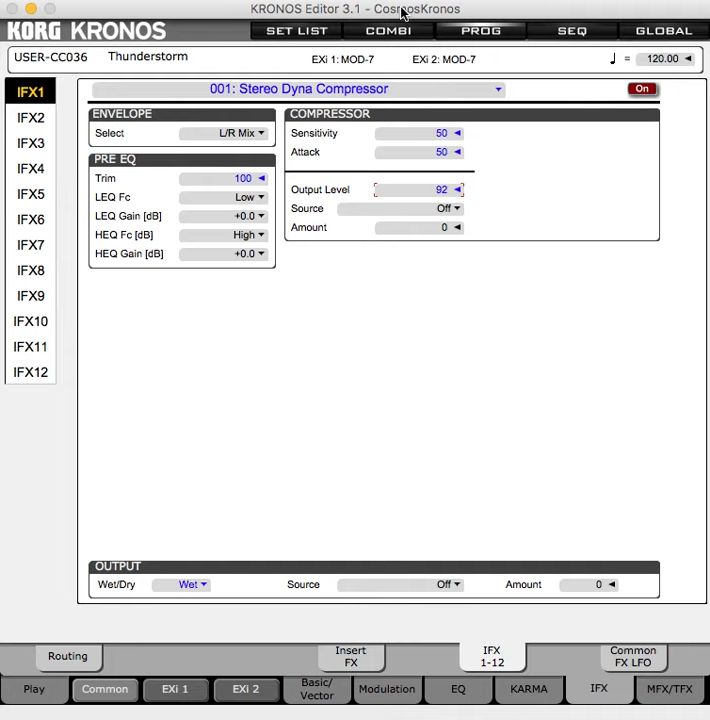 KRONOS Editor 3.1 - CosmosKronos
KORG KRONOS SET LIST COMBI PROG SEQ GLOBAL
USER-CC036 Thunderstorm EXi 1: MOD-7 EXi 2: MOD-7 ♩ = 120.00
IFX1
IFX2
IFX3
IFX4
IFX5
IFX6
IFX7
IFX8
IFX9
IFX10
IFX11
IFX12
001: Stereo Dyna Compressor On
ENVELOPE
Select L/R Mix
PRE EQ
Trim 100
LEQ Fc Low
LEQ Gain [dB] +0.0
HEQ Fc [dB] High
HEQ Gain [dB] +0.0
COMPRESSOR
Sensitivity 50
Attack 50
Output Level 92
Source Off
Amount 0
OUTPUT
Wet/Dry Wet Source Off Amount 0
Routing
Insert
FX
IFX
1-12
Common
FX LFO
Play Common EXi 1 EXi 2
Basic/
Vector
Modulation EQ KARMA IFX MFX/TFX